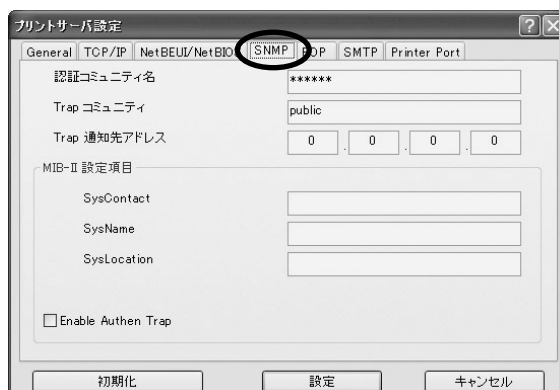 プリントサーバ設定
General TCP/IP NetBEUI/NetBIO SNMP POP SMTP Printer Port
認証コミュニティ名 ******
Trap コミュニティ public
Trap 通知先アドレス 0 . 0 . 0 . 0
MIB-II 設定項目
SysContact
SysName
SysLocation
Enable Authen Trap
初期化 設定 キャンセル